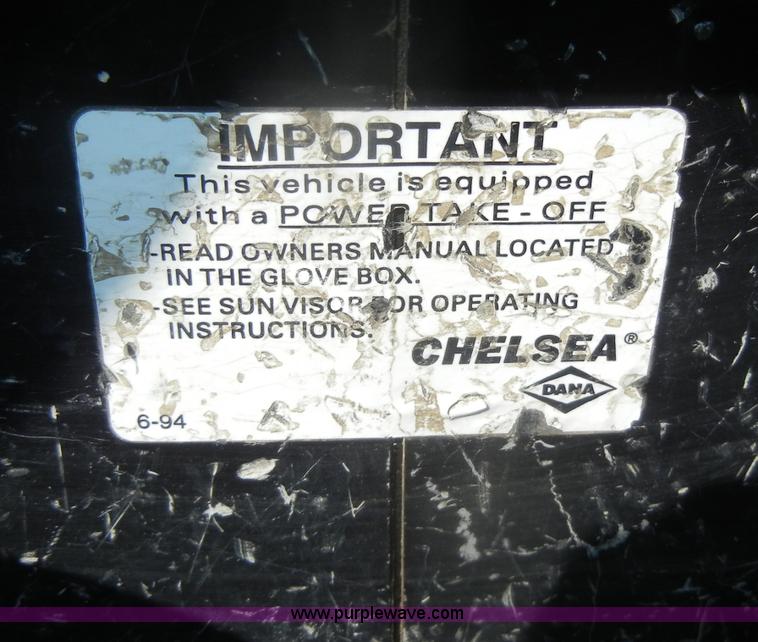 IMPORTANT
This vehicle is equipped
with a POWER TAKE - OFF
-READ OWNERS MANUAL LOCATED
IN THE GLOVE BOX.
-SEE SUN VISOR FOR OPERATING
INSTRUCTIONS.
CHELSEA®
DANA
6-94
www.purplewave.com